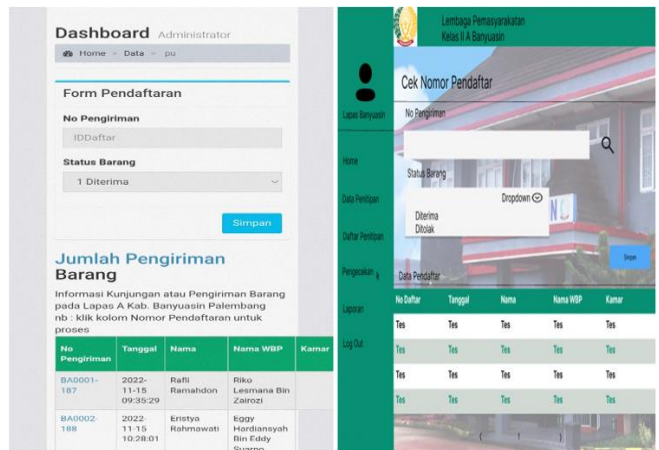 Dashboard Administrator
Home - Data - pu
Form Pendaftaran
No Pengiriman
IDDaftar
Status Barang
1 Diterima
Simpan
Jumlah Pengiriman
Barang
Informasi Kunjungan atau Pengiriman Barang
pada Lapas A Kab. Banyuasin Palembang
nb : klik kolom Nomor Pendaftaran untuk
proses
No Pengiriman Tanggal Nama Nama WBP Kamar
BA0001-187 2022-11-15 09:35:29 Rafli Ramahdon Riko Lesmana Bin Zairozi
BA0002-188 2022-11-15 10:28:01 Eristya Rahmawati Eggy Hardiansyah Bin Eddy Suarno
Lembaga Pemasyarakatan
Kelas II A Banyuasin
Lapas Banyuasin
Home
Data Penitipan
Daftar Penitipan
Pengecekan
Laporan
Log Out
Cek Nomor Pendaftar
No Pengiriman
Status Barang
Dropdown
Diterima
Ditolak
Simpan
Data Pendaftar
No Daftar Tanggal Nama Nama WBP Kamar
Tes Tes Tes Tes Tes
Tes Tes Tes Tes Tes
Tes Tes Tes Tes Tes
Tes Tes Tes Tes Tes
( 1 )